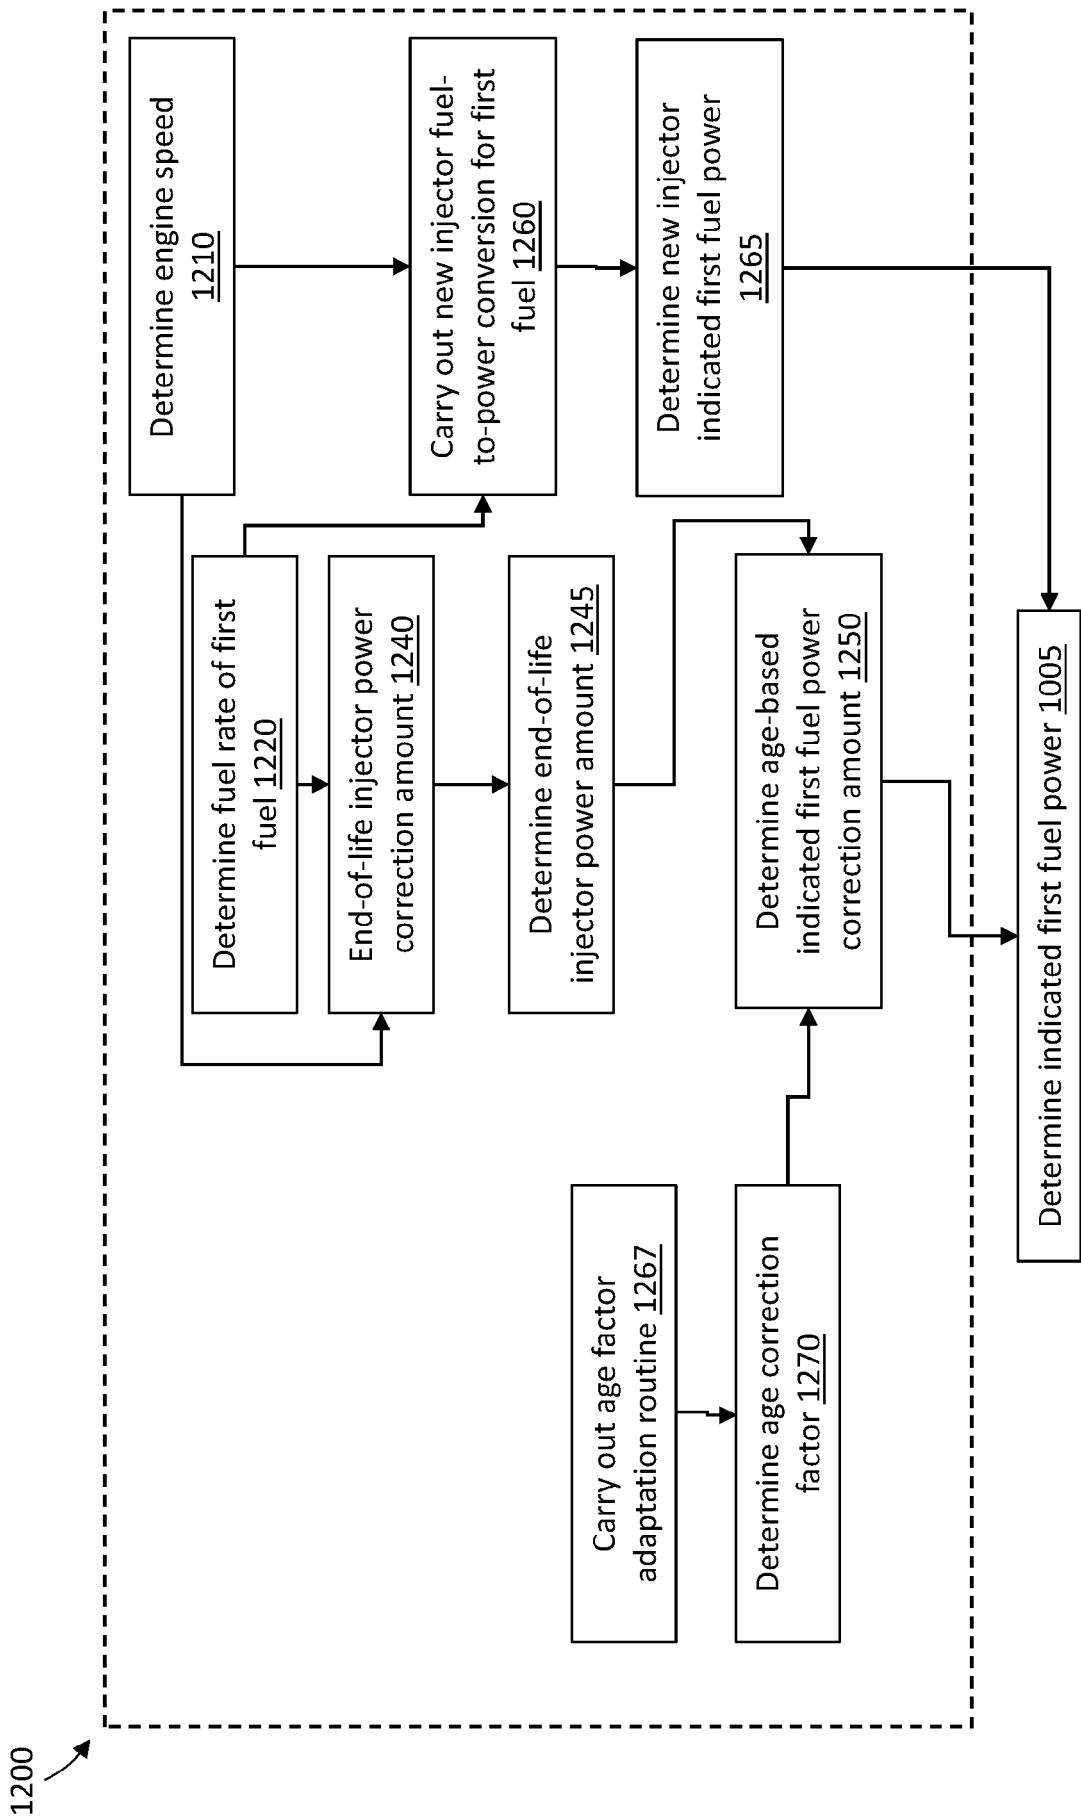 1200
Determine engine speed
1210
Determine fuel rate of first
fuel 1220
End-of-life injector power
correction amount 1240
Carry out new injector fuel-
to-power conversion for first
fuel 1260
Determine end-of-life
injector power amount 1245
Determine new injector
indicated first fuel power
1265
Carry out age factor
adaptation routine 1267
Determine age correction
factor 1270
Determine age-based
indicated first fuel power
correction amount 1250
Determine indicated first fuel power 1005